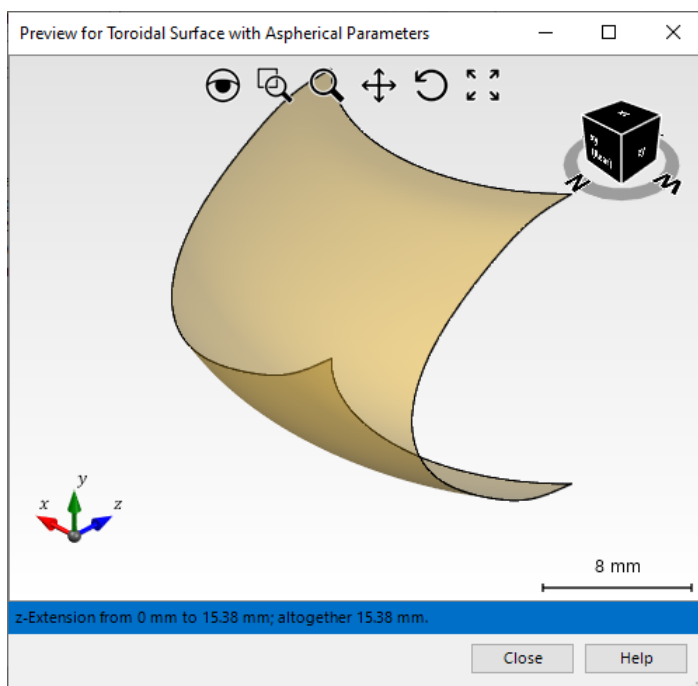 Preview for Toroidal Surface with Aspherical Parameters
N
M
x
y
z
8 mm
z-Extension from 0 mm to 15.38 mm; altogether 15.38 mm.
Close Help